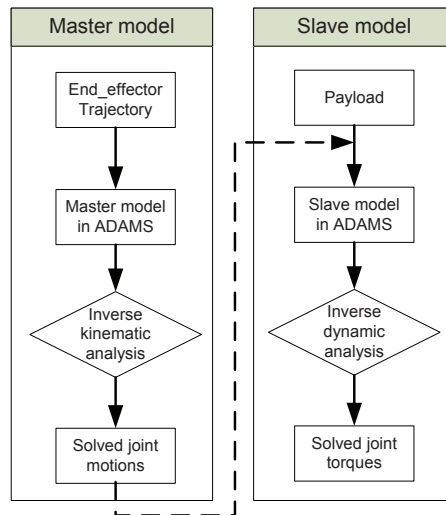 Master model
End_effector
Trajectory
Master model
in ADAMS
Inverse
kinematic
analysis
Solved joint
motions
Slave model
Payload
Slave model
in ADAMS
Inverse
dynamic
analysis
Solved joint
torques